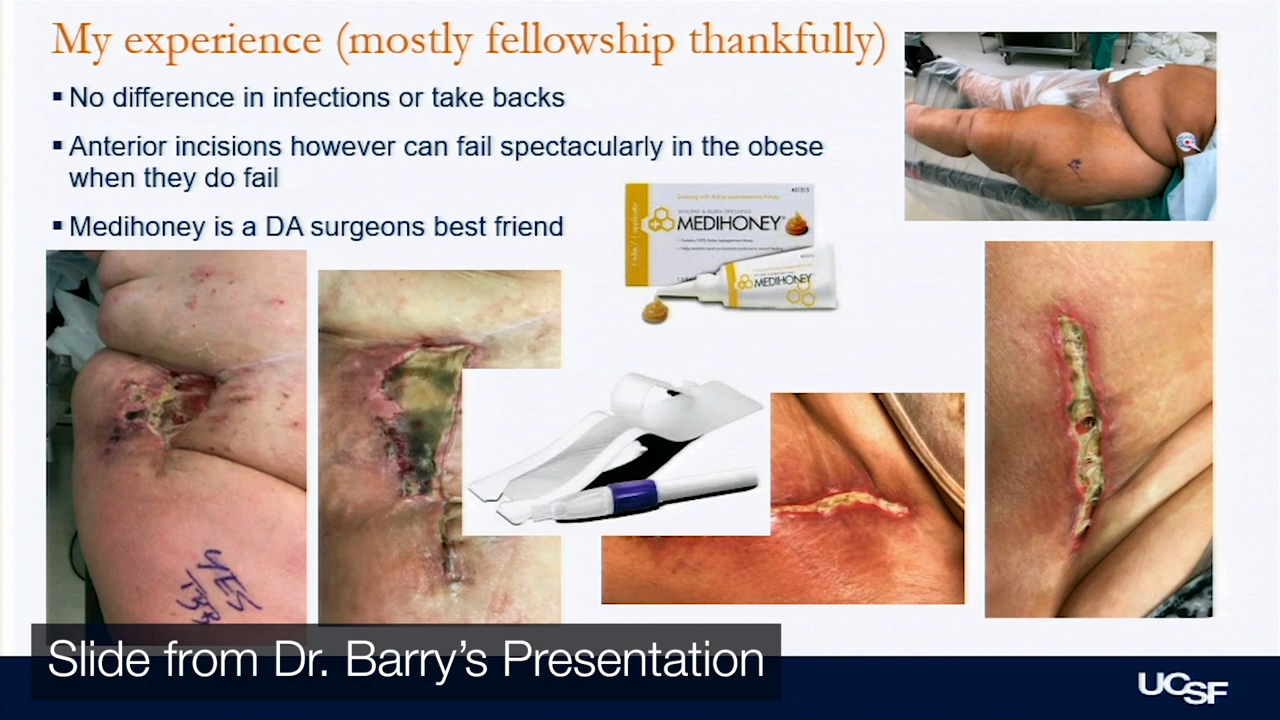 My experience (mostly fellowship thankfully)
▪ No difference in infections or take backs
▪ Anterior incisions however can fail spectacularly in the obese
when they do fail
▪ Medihoney is a DA surgeons best friend
MEDIHONEY
MEDIHONEY
YES
Slide from Dr. Barry's Presentation
UCSF